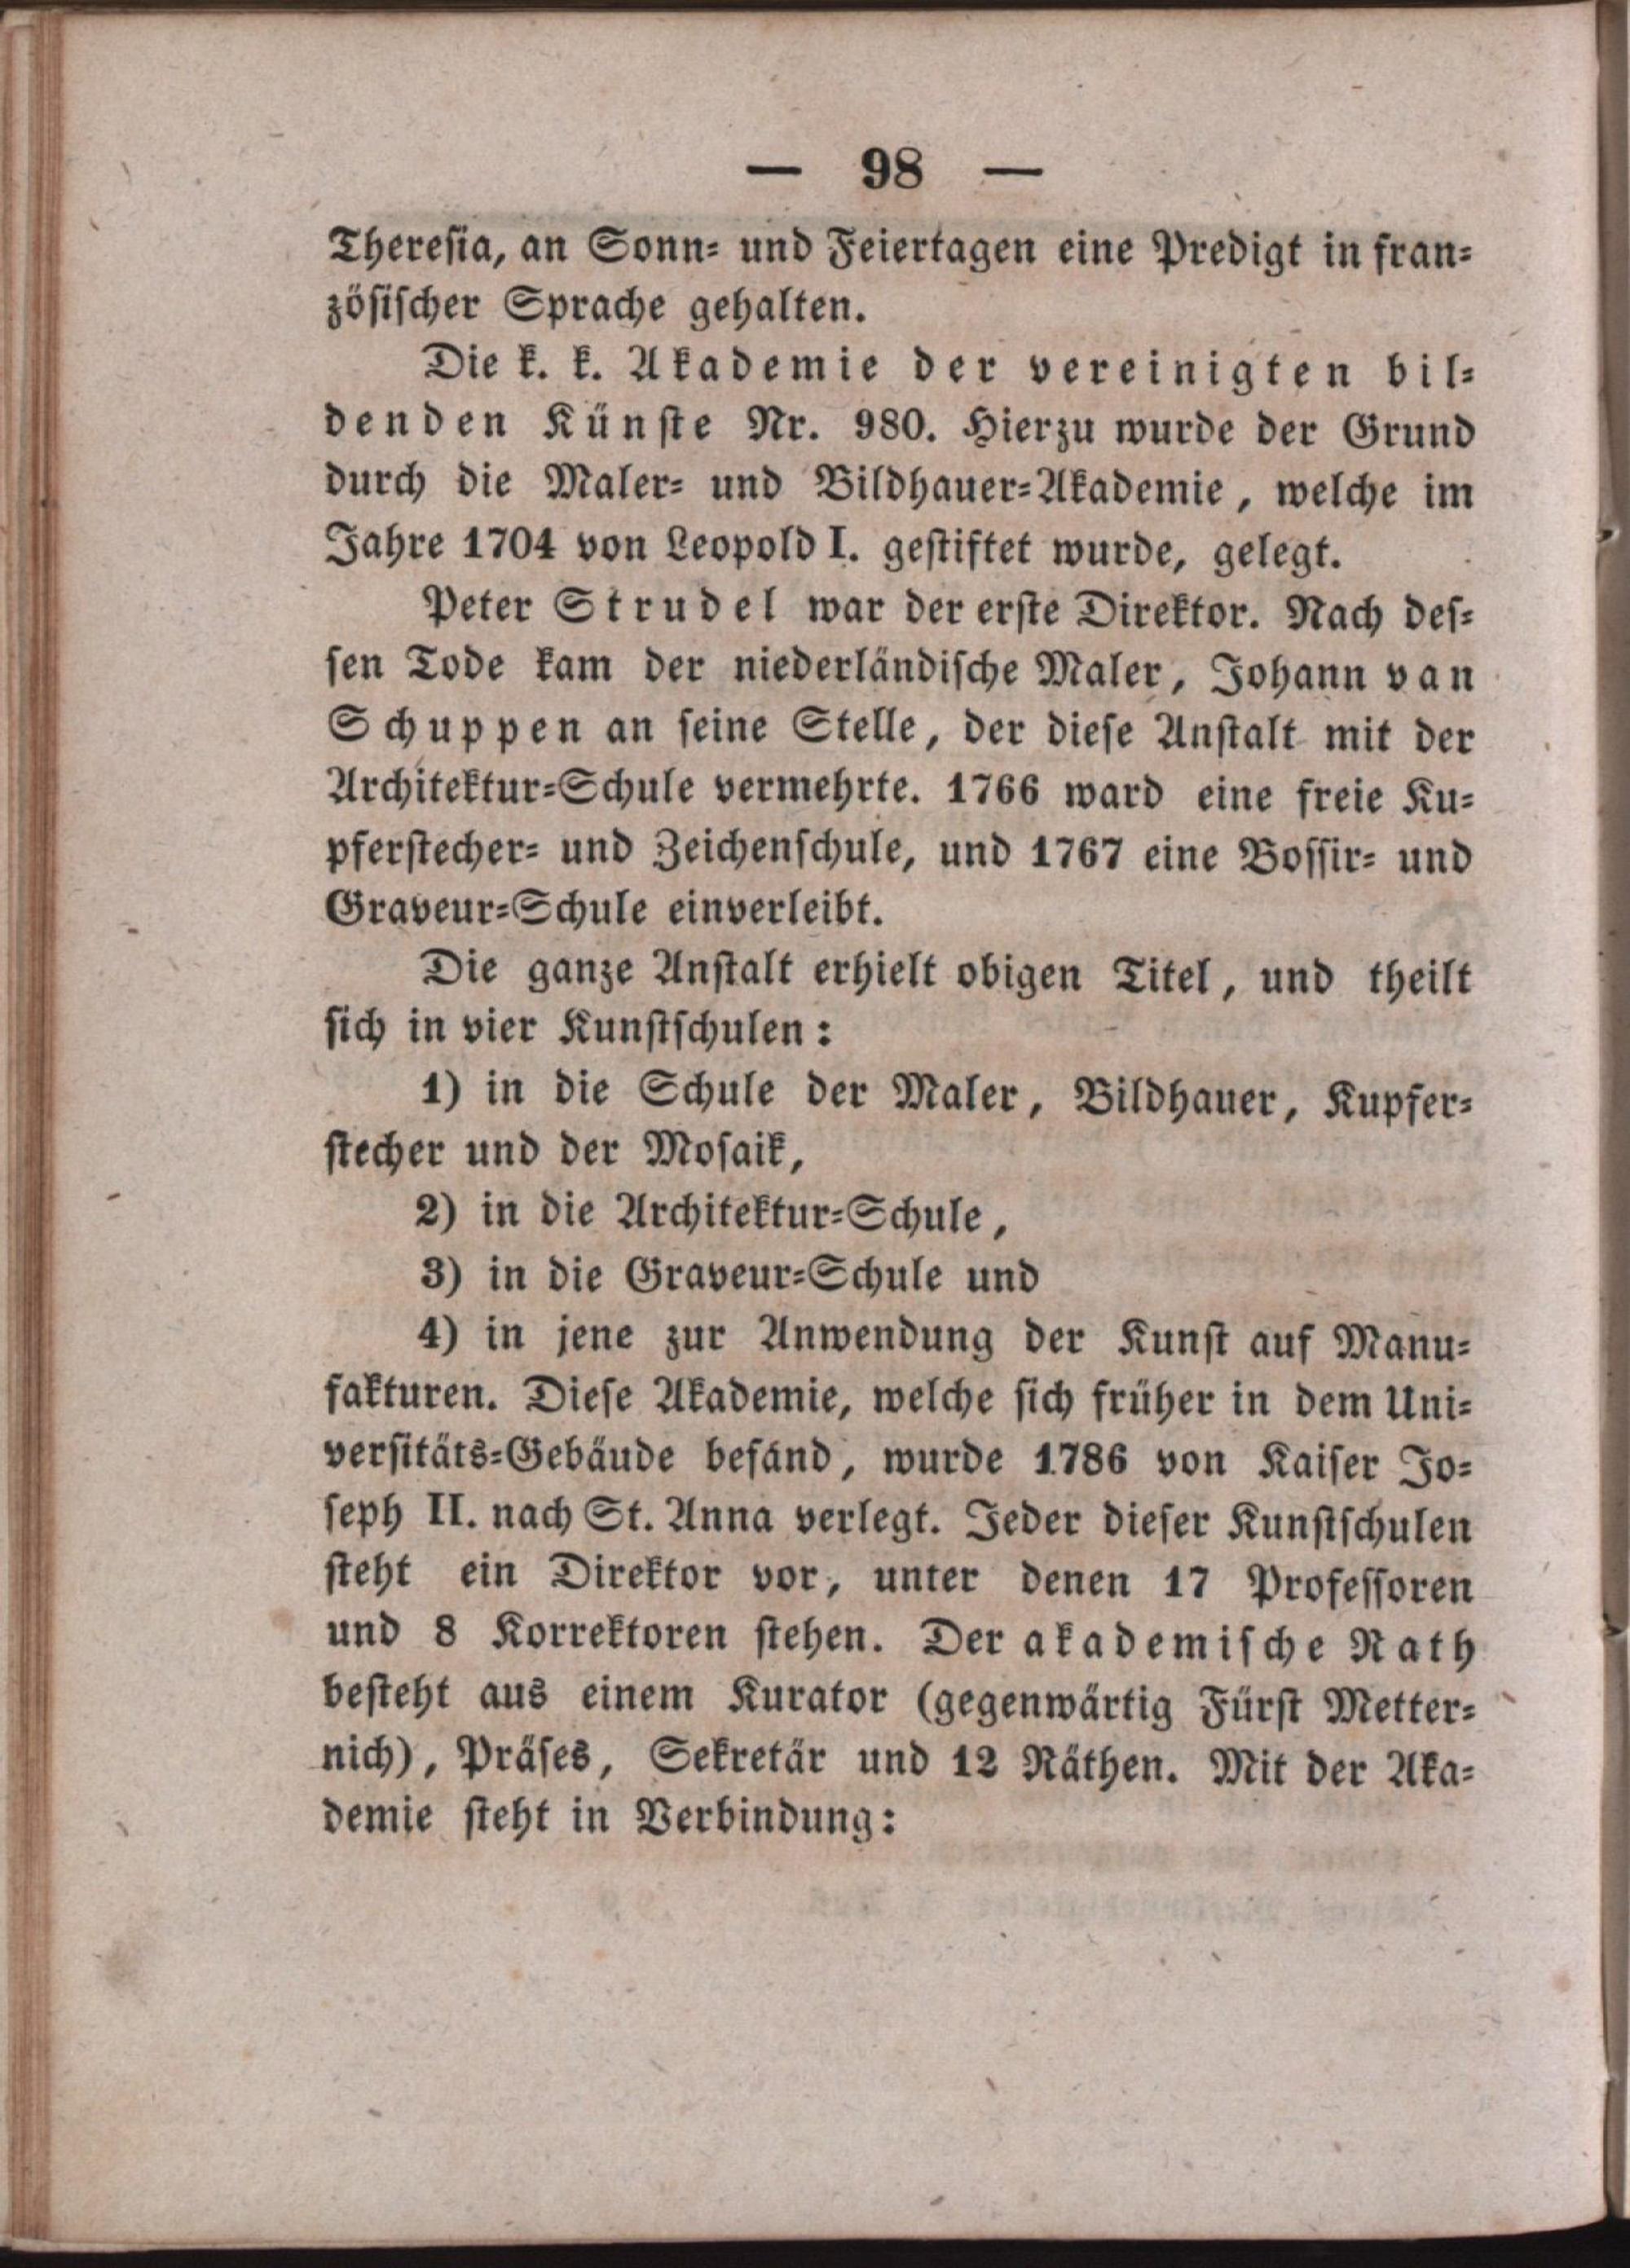 — 98 —
Theresia, an Sonn- und Feiertagen eine Predigt in fran-
zösischer Sprache gehalten.
Die k. k. Akademie der vereinigten bil-
denden Künste Nr. 980. Hierzu wurde der Grund
durch die Maler- und Bildhauer-Akademie, welche im
Jahre 1704 von Leopold I. gestiftet wurde, gelegt.
Peter Strudel war der erste Direktor. Nach des-
sen Tode kam der niederländische Maler, Johann van
Schuppen an seine Stelle, der diese Anstalt mit der
Architektur-Schule vermehrte. 1766 ward eine freie Ku-
pferstecher- und Zeichenschule, und 1767 eine Bossir- und
Graveur-Schule einverleibt.
Die ganze Anstalt erhielt obigen Titel, und theilt
sich in vier Kunstschulen:
1) in die Schule der Maler, Bildhauer, Kupfer-
stecher und der Mosaik,
2) in die Architektur-Schule,
3) in die Graveur-Schule und
4) in jene zur Anwendung der Kunst auf Manu-
fakturen. Diese Akademie, welche sich früher in dem Uni-
versitäts-Gebäude befand, wurde 1786 von Kaiser Jo-
seph II. nach St. Anna verlegt. Jeder dieser Kunstschulen
steht ein Direktor vor, unter denen 17 Professoren
und 8 Korrektoren stehen. Der akademische Rath
besteht aus einem Kurator (gegenwärtig Fürst Metter-
nich), Präses, Sekretär und 12 Räthen. Mit der Aka-
demie steht in Verbindung: